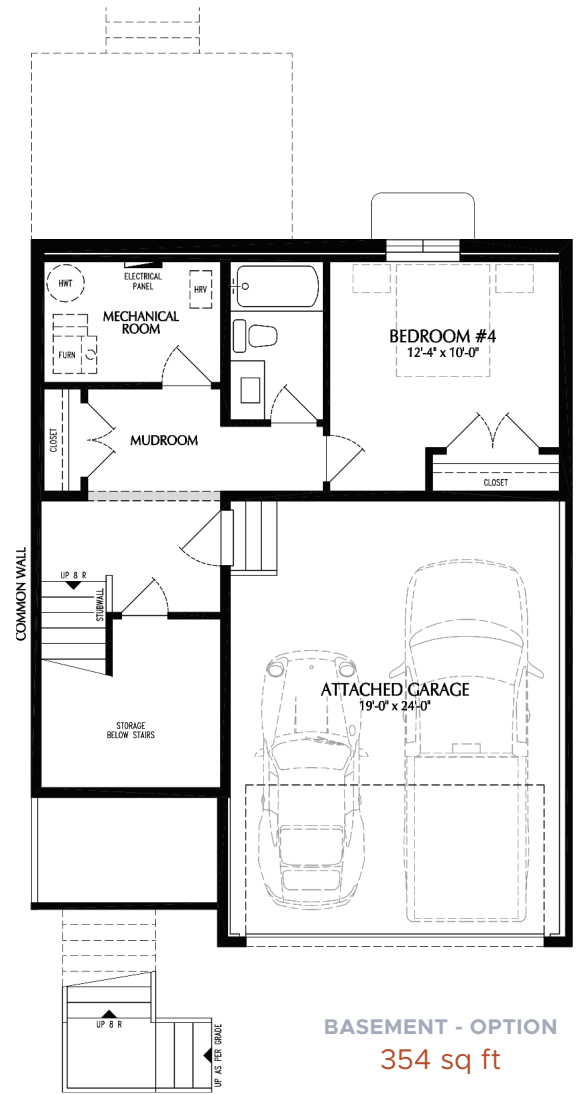 ELECTRICAL
PANEL
HWT
HRV
MECHANICAL
ROOM
FURN
BEDROOM #4
12'-4" x 10'-0"
CLOSET
MUDROOM
CLOSET
COMMON WALL
UP 8 R
STUBWALL
ATTACHED GARAGE
19'-0" x 24'-0"
STORAGE
BELOW STAIRS
UP 8 R
UP AS PER GRADE
BASEMENT - OPTION
354 sq ft